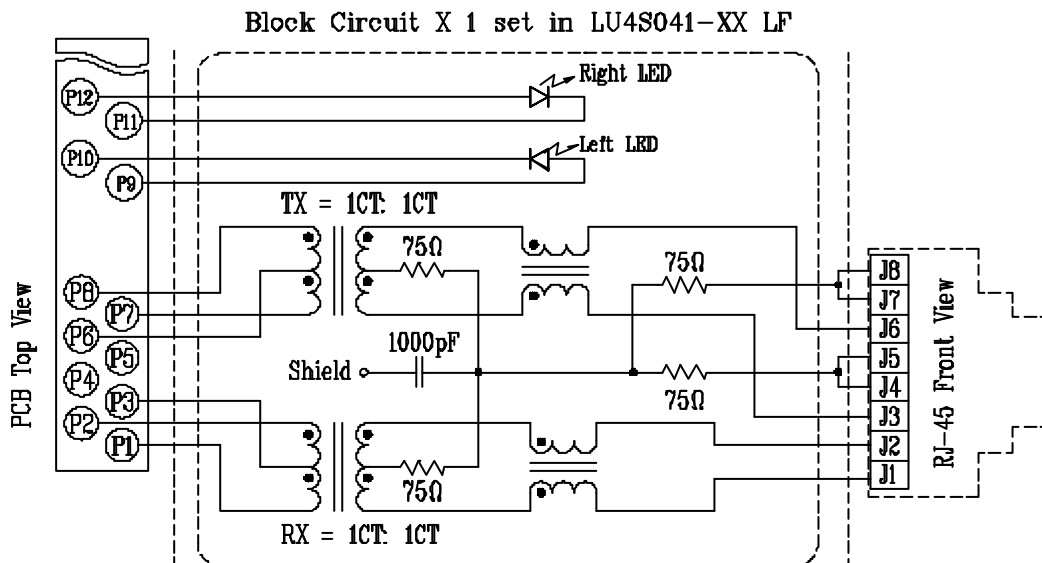 Block Circuit X 1 set in LU4S041-XX LF
P12
Right LED
P11
P10
Left LED
P9
TX = 1CT: 1CT
75Ω
75Ω
J8
P8
J7
P7
J6
P6
1000pF
P5
J5
Shield
P4
J4
75Ω
P3
J3
P2
J2
P1
75Ω
J1
RX = 1CT: 1CT
PCB Top View
RJ-45 Front View